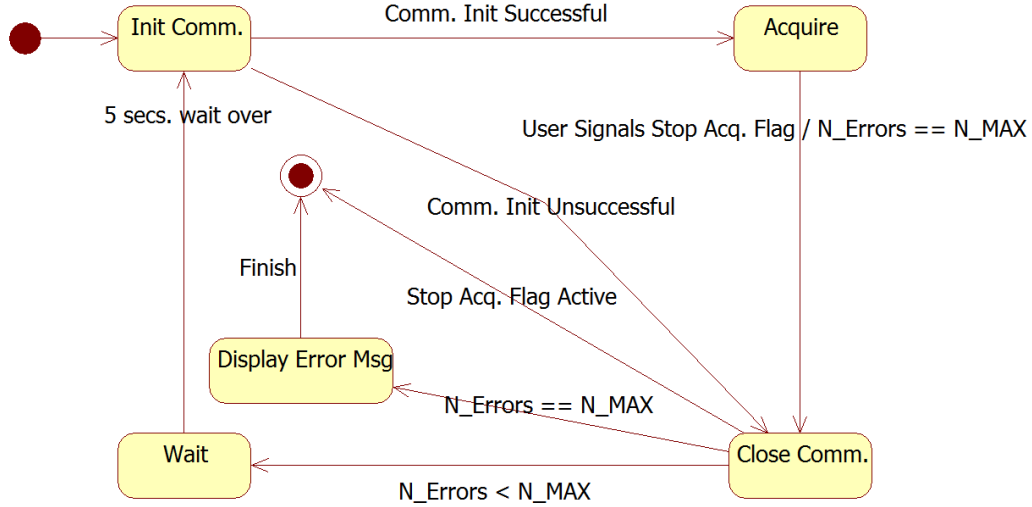 Comm. Init Successful
Init Comm.
Acquire
5 secs. wait over
User Signals Stop Acq. Flag / N_Errors == N_MAX
Comm. Init Unsuccessful
Finish
Stop Acq. Flag Active
Display Error Msg
N_Errors == N_MAX
Wait
Close Comm.
N_Errors < N_MAX